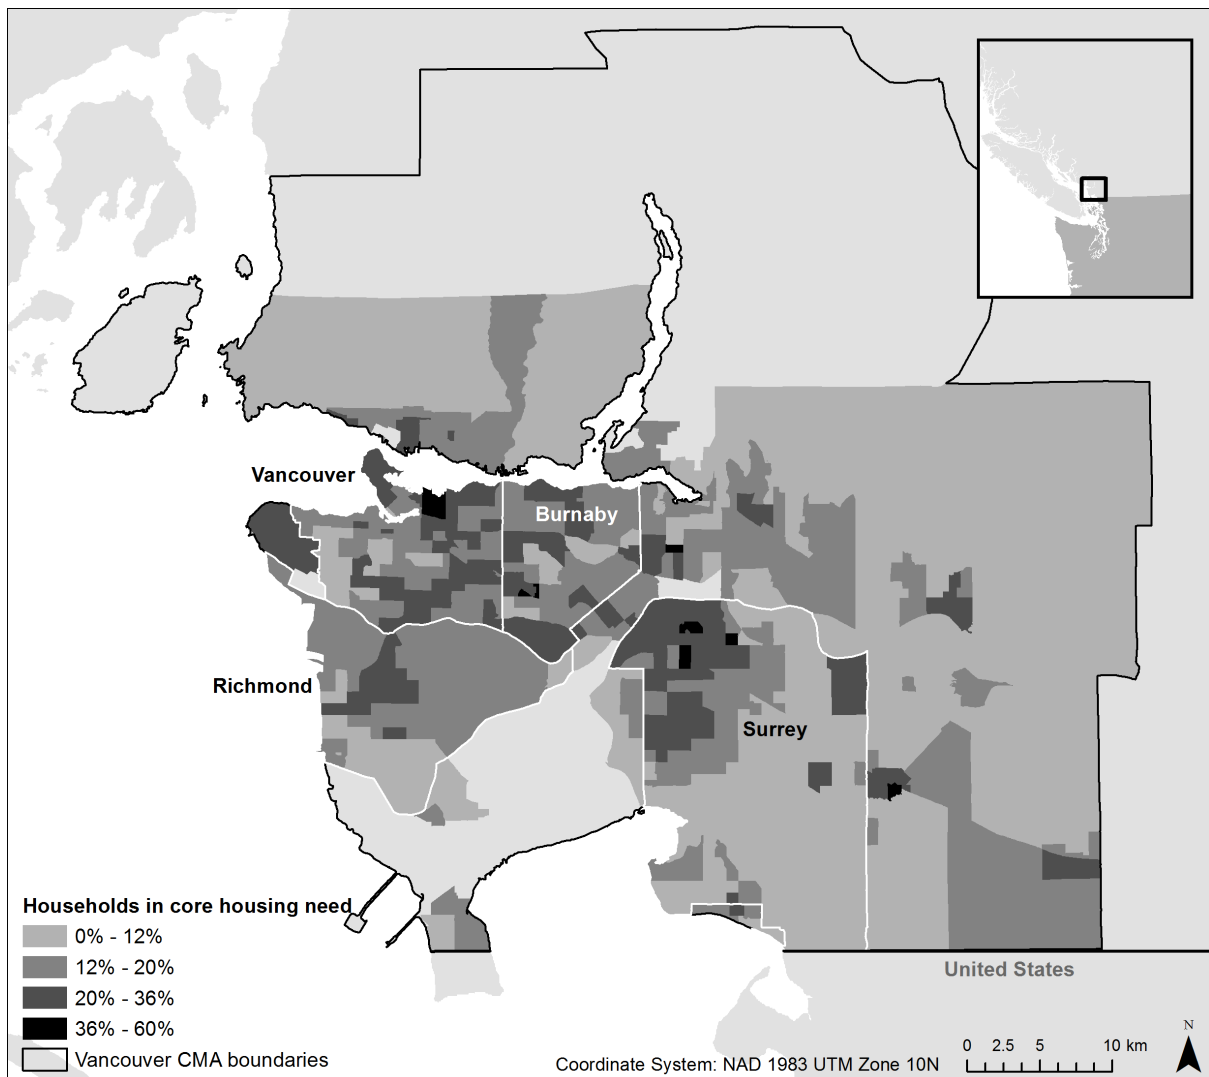 Vancouver
Burnaby
Richmond
Surrey
Households in core housing need
0% - 12%
12% - 20%
20% - 36%
36% - 60%
Vancouver CMA boundaries
United States
Coordinate System: NAD 1983 UTM Zone 10N
0 2.5 5 10 km
N